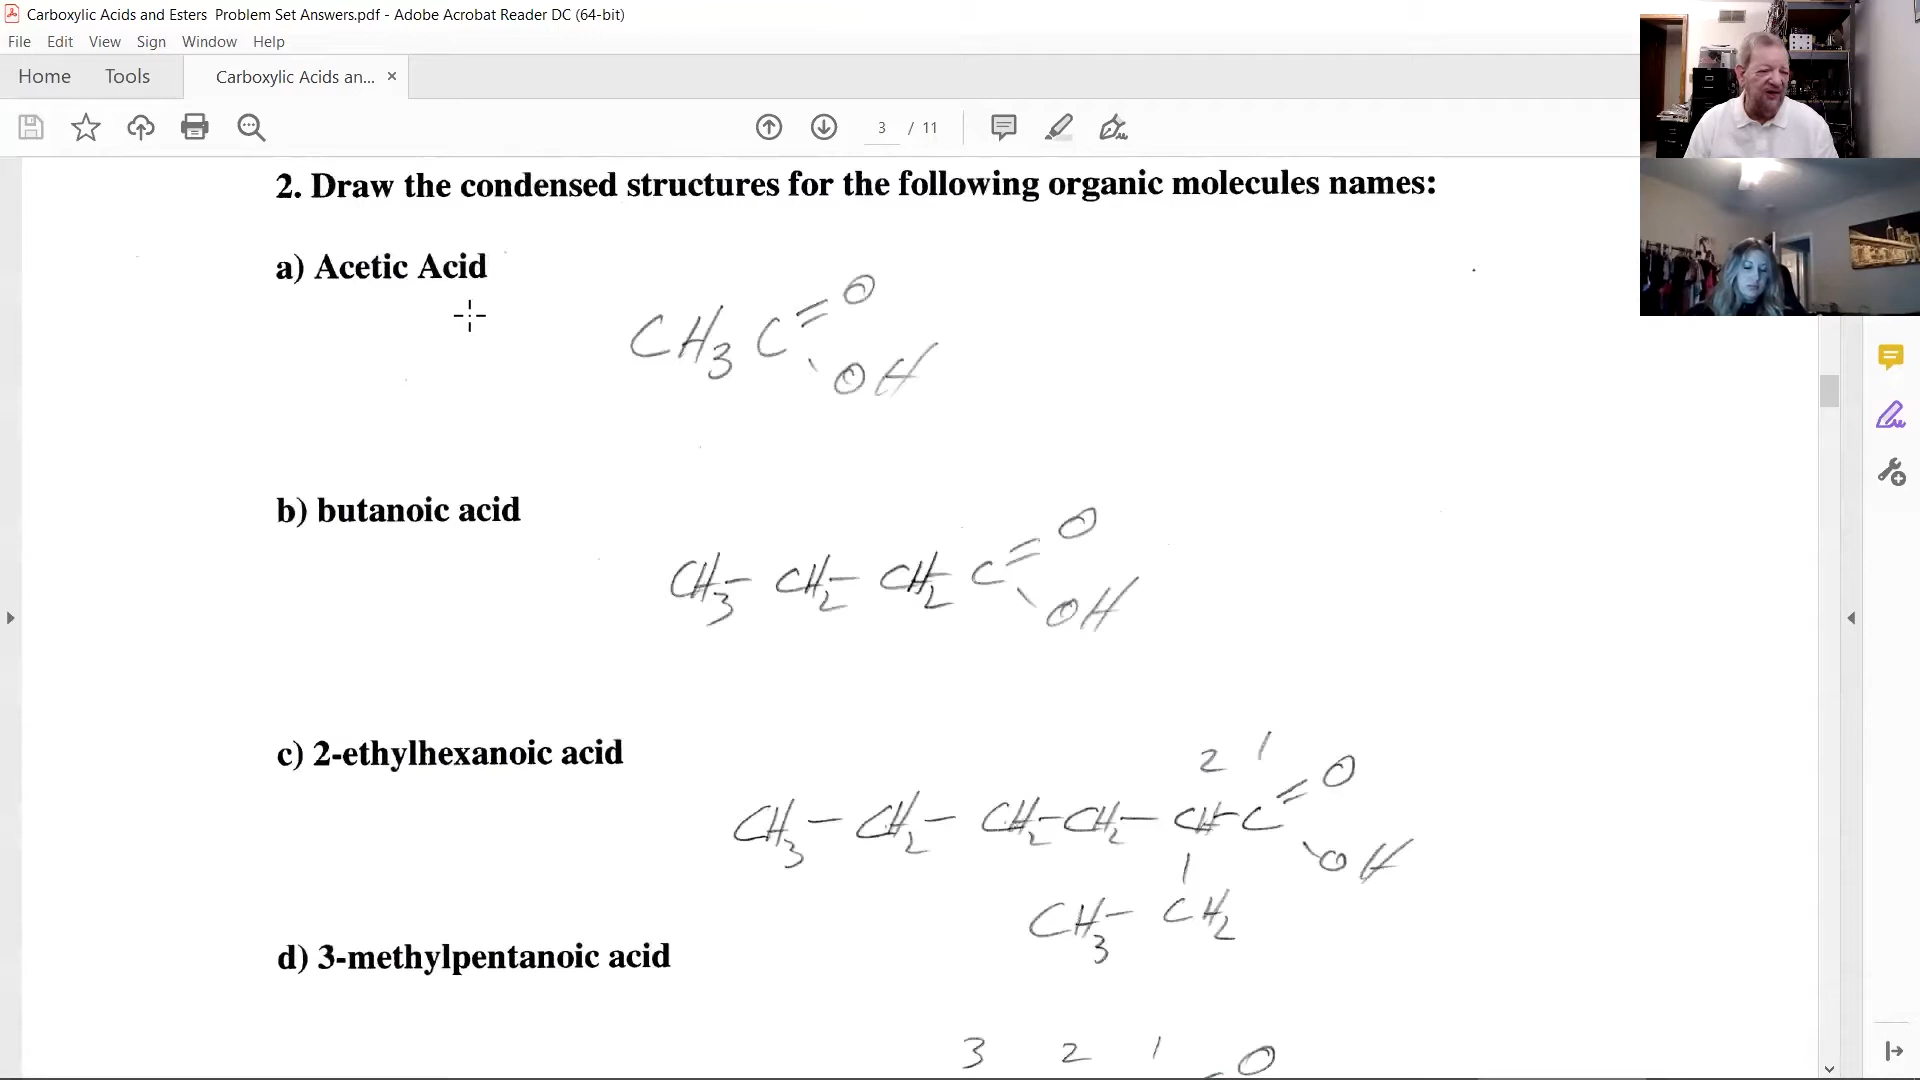 Carboxylic Acids and Esters  Problem Set Answers.pdf - Adobe Acrobat Reader DC (64-bit)
File Edit View Sign Window Help
Home Tools Carboxylic Acids an... ×
3 / 11
2. Draw the condensed structures for the following organic molecules names:
a) Acetic Acid
O
CH3 C =
OH
b) butanoic acid
O
CH3 – CH2 – CH2 – C =
OH
c) 2-ethylhexanoic acid
2 1
O
CH3 – CH2 – CH2 – CH2 – CH – C =
OH
CH3 – CH2
d) 3-methylpentanoic acid
3 2 1 O